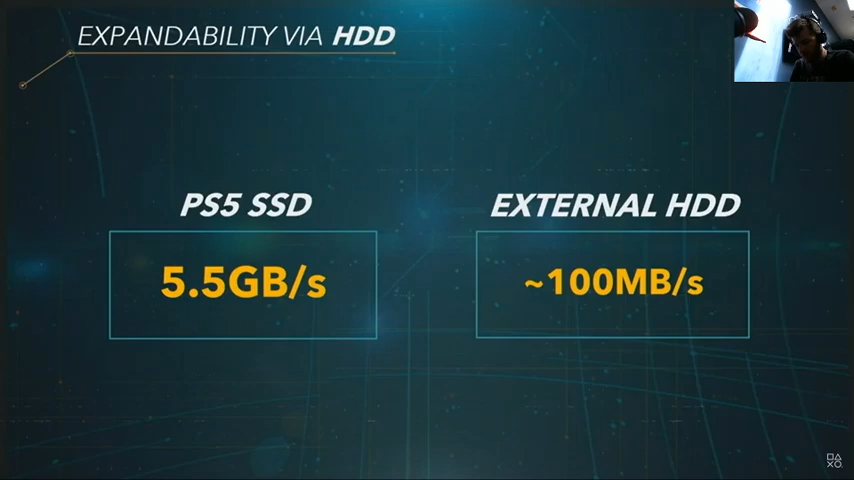 EXPANDABILITY VIA HDD
PS5 SSD
EXTERNAL HDD
5.5GB/s
~100MB/s